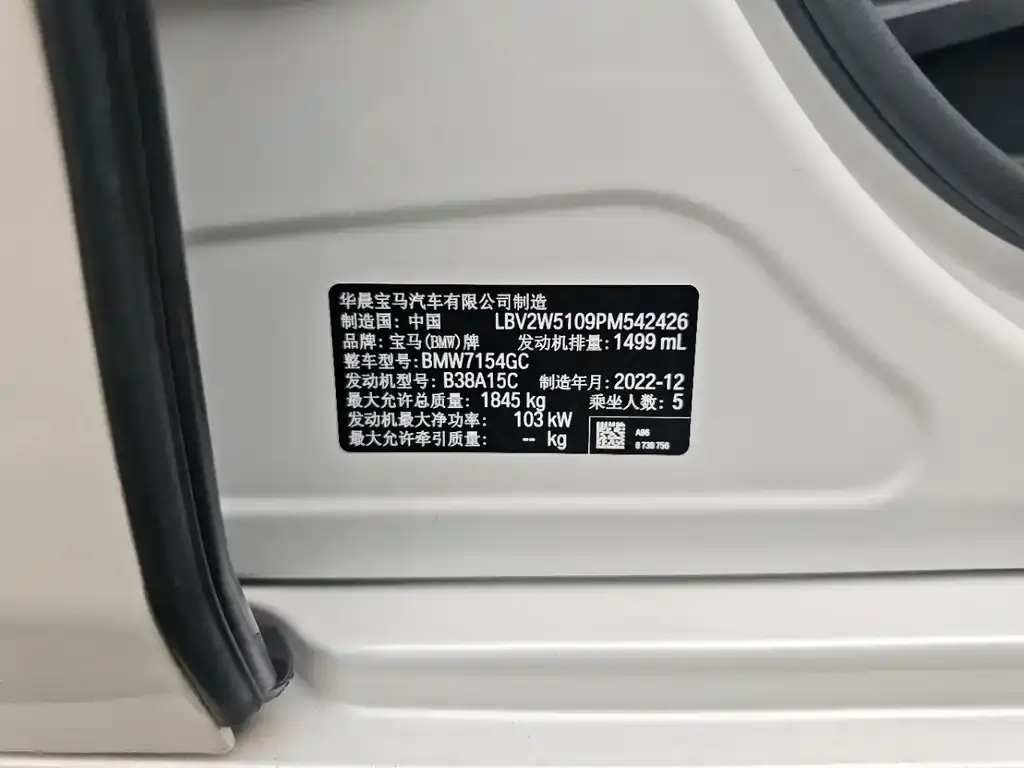 华晨宝马汽车有限公司制造
制造国: 中国 LBV2W5109PM542426
品牌: 宝马(BMW)牌 发动机排量: 1499 mL
整车型号: BMW7154GC
发动机型号: B38A15C 制造年月: 2022-12
最大允许总质量: 1845 kg 乘坐人数: 5
发动机最大净功率: 103 kW
最大允许牵引质量: -- kg
A96
8 738 756